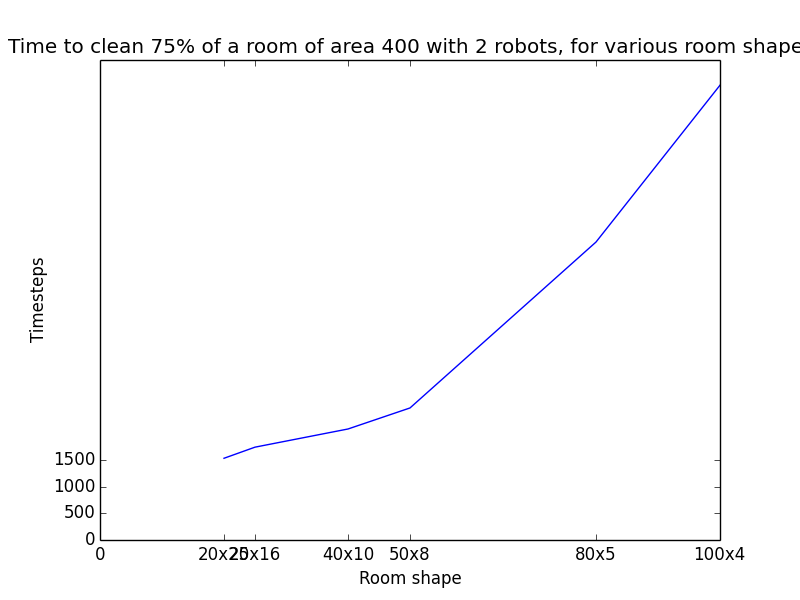 Time to clean 75% of a room of area 400 with 2 robots, for various room shape
Timesteps
1500
1000
500
0
0 20x20 25x16 40x10 50x8 80x5 100x4
Room shape